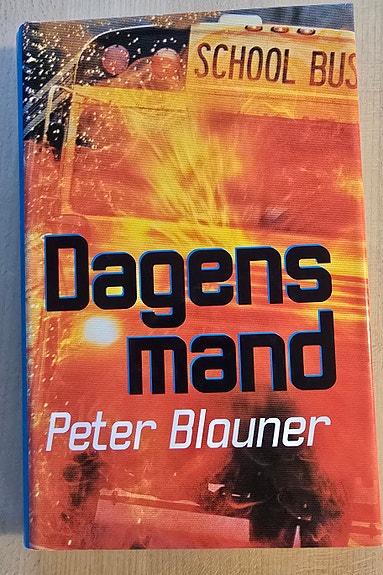 SCHOOL BUS
Dagens
mand
Peter Blauner